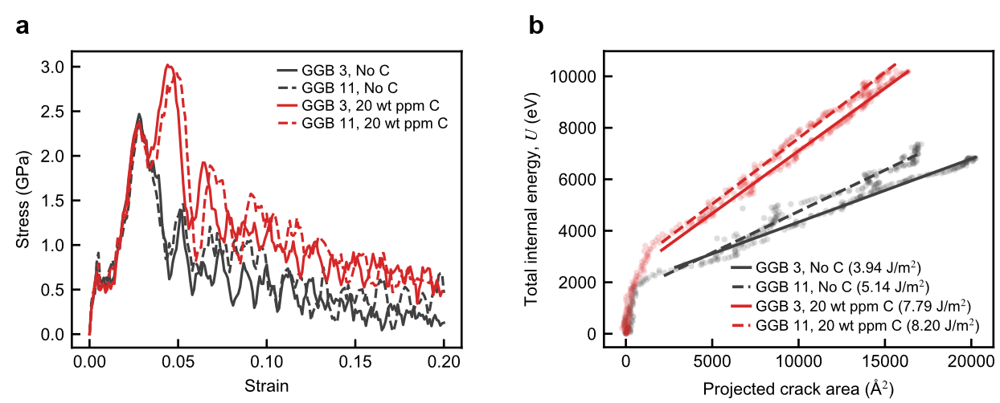 a
3.0
2.5
2.0
1.5
1.0
0.5
0.0
Stress (GPa)
GGB 3, No C
GGB 11, No C
GGB 3, 20 wt ppm C
GGB 11, 20 wt ppm C
0.00 0.05 0.10 0.15 0.20
Strain
b
10000
8000
6000
4000
2000
0
Total internal energy, U (eV)
GGB 3, No C (3.94 J/m²)
GGB 11, No C (5.14 J/m²)
GGB 3, 20 wt ppm C (7.79 J/m²)
GGB 11, 20 wt ppm C (8.20 J/m²)
0 5000 10000 15000 20000
Projected crack area (Å²)